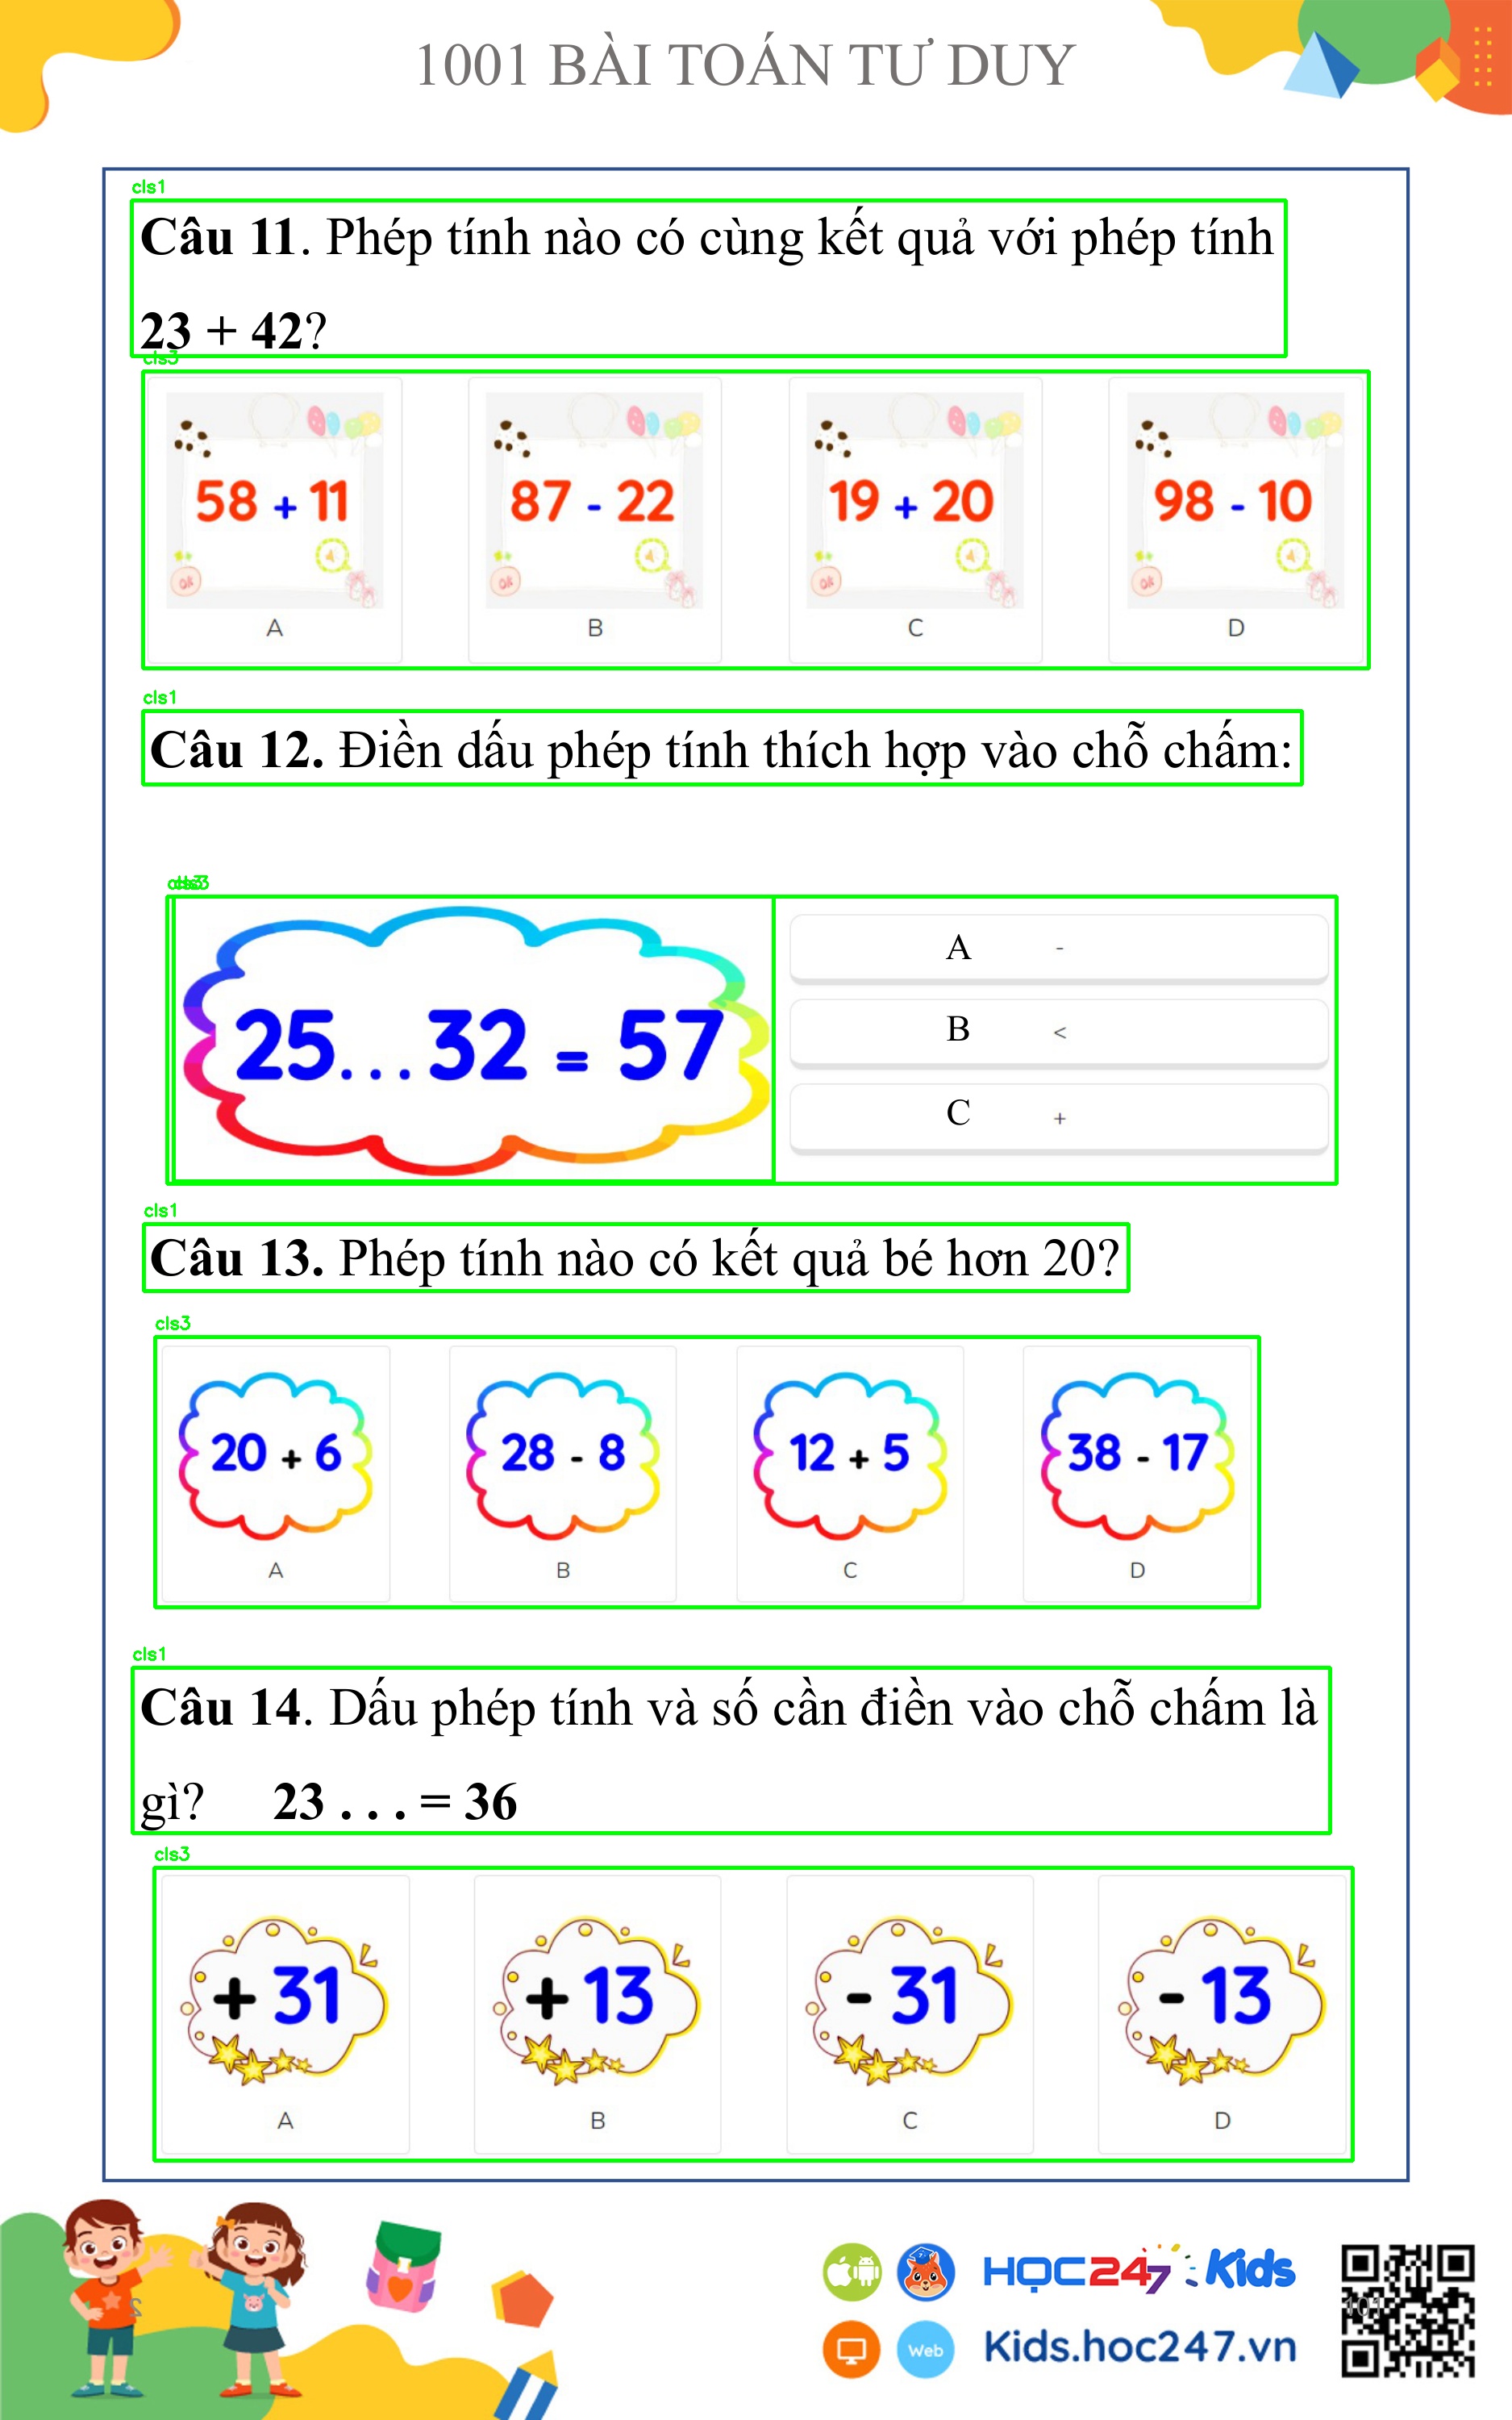 1001 BÀI TOÁN TƯ DUY
cls1
Câu 11. Phép tính nào có cùng kết quả với phép tính
23 + 42?
cls3
58 + 11
87 - 22
19 + 20
98 - 10
A
B
C
D
cls1
Câu 12. Điền dấu phép tính thích hợp vào chỗ chấm:
cls3
25...32 = 57
A -
B <
C +
cls1
Câu 13. Phép tính nào có kết quả bé hơn 20?
cls3
20 + 6
28 - 8
12 + 5
38 - 17
A
B
C
D
cls1
Câu 14. Dấu phép tính và số cần điền vào chỗ chấm là
gì? 23 . . . = 36
cls3
+ 31
+ 13
- 31
- 13
A
B
C
D
HỌC247 Kids
Web
Kids.hoc247.vn
101